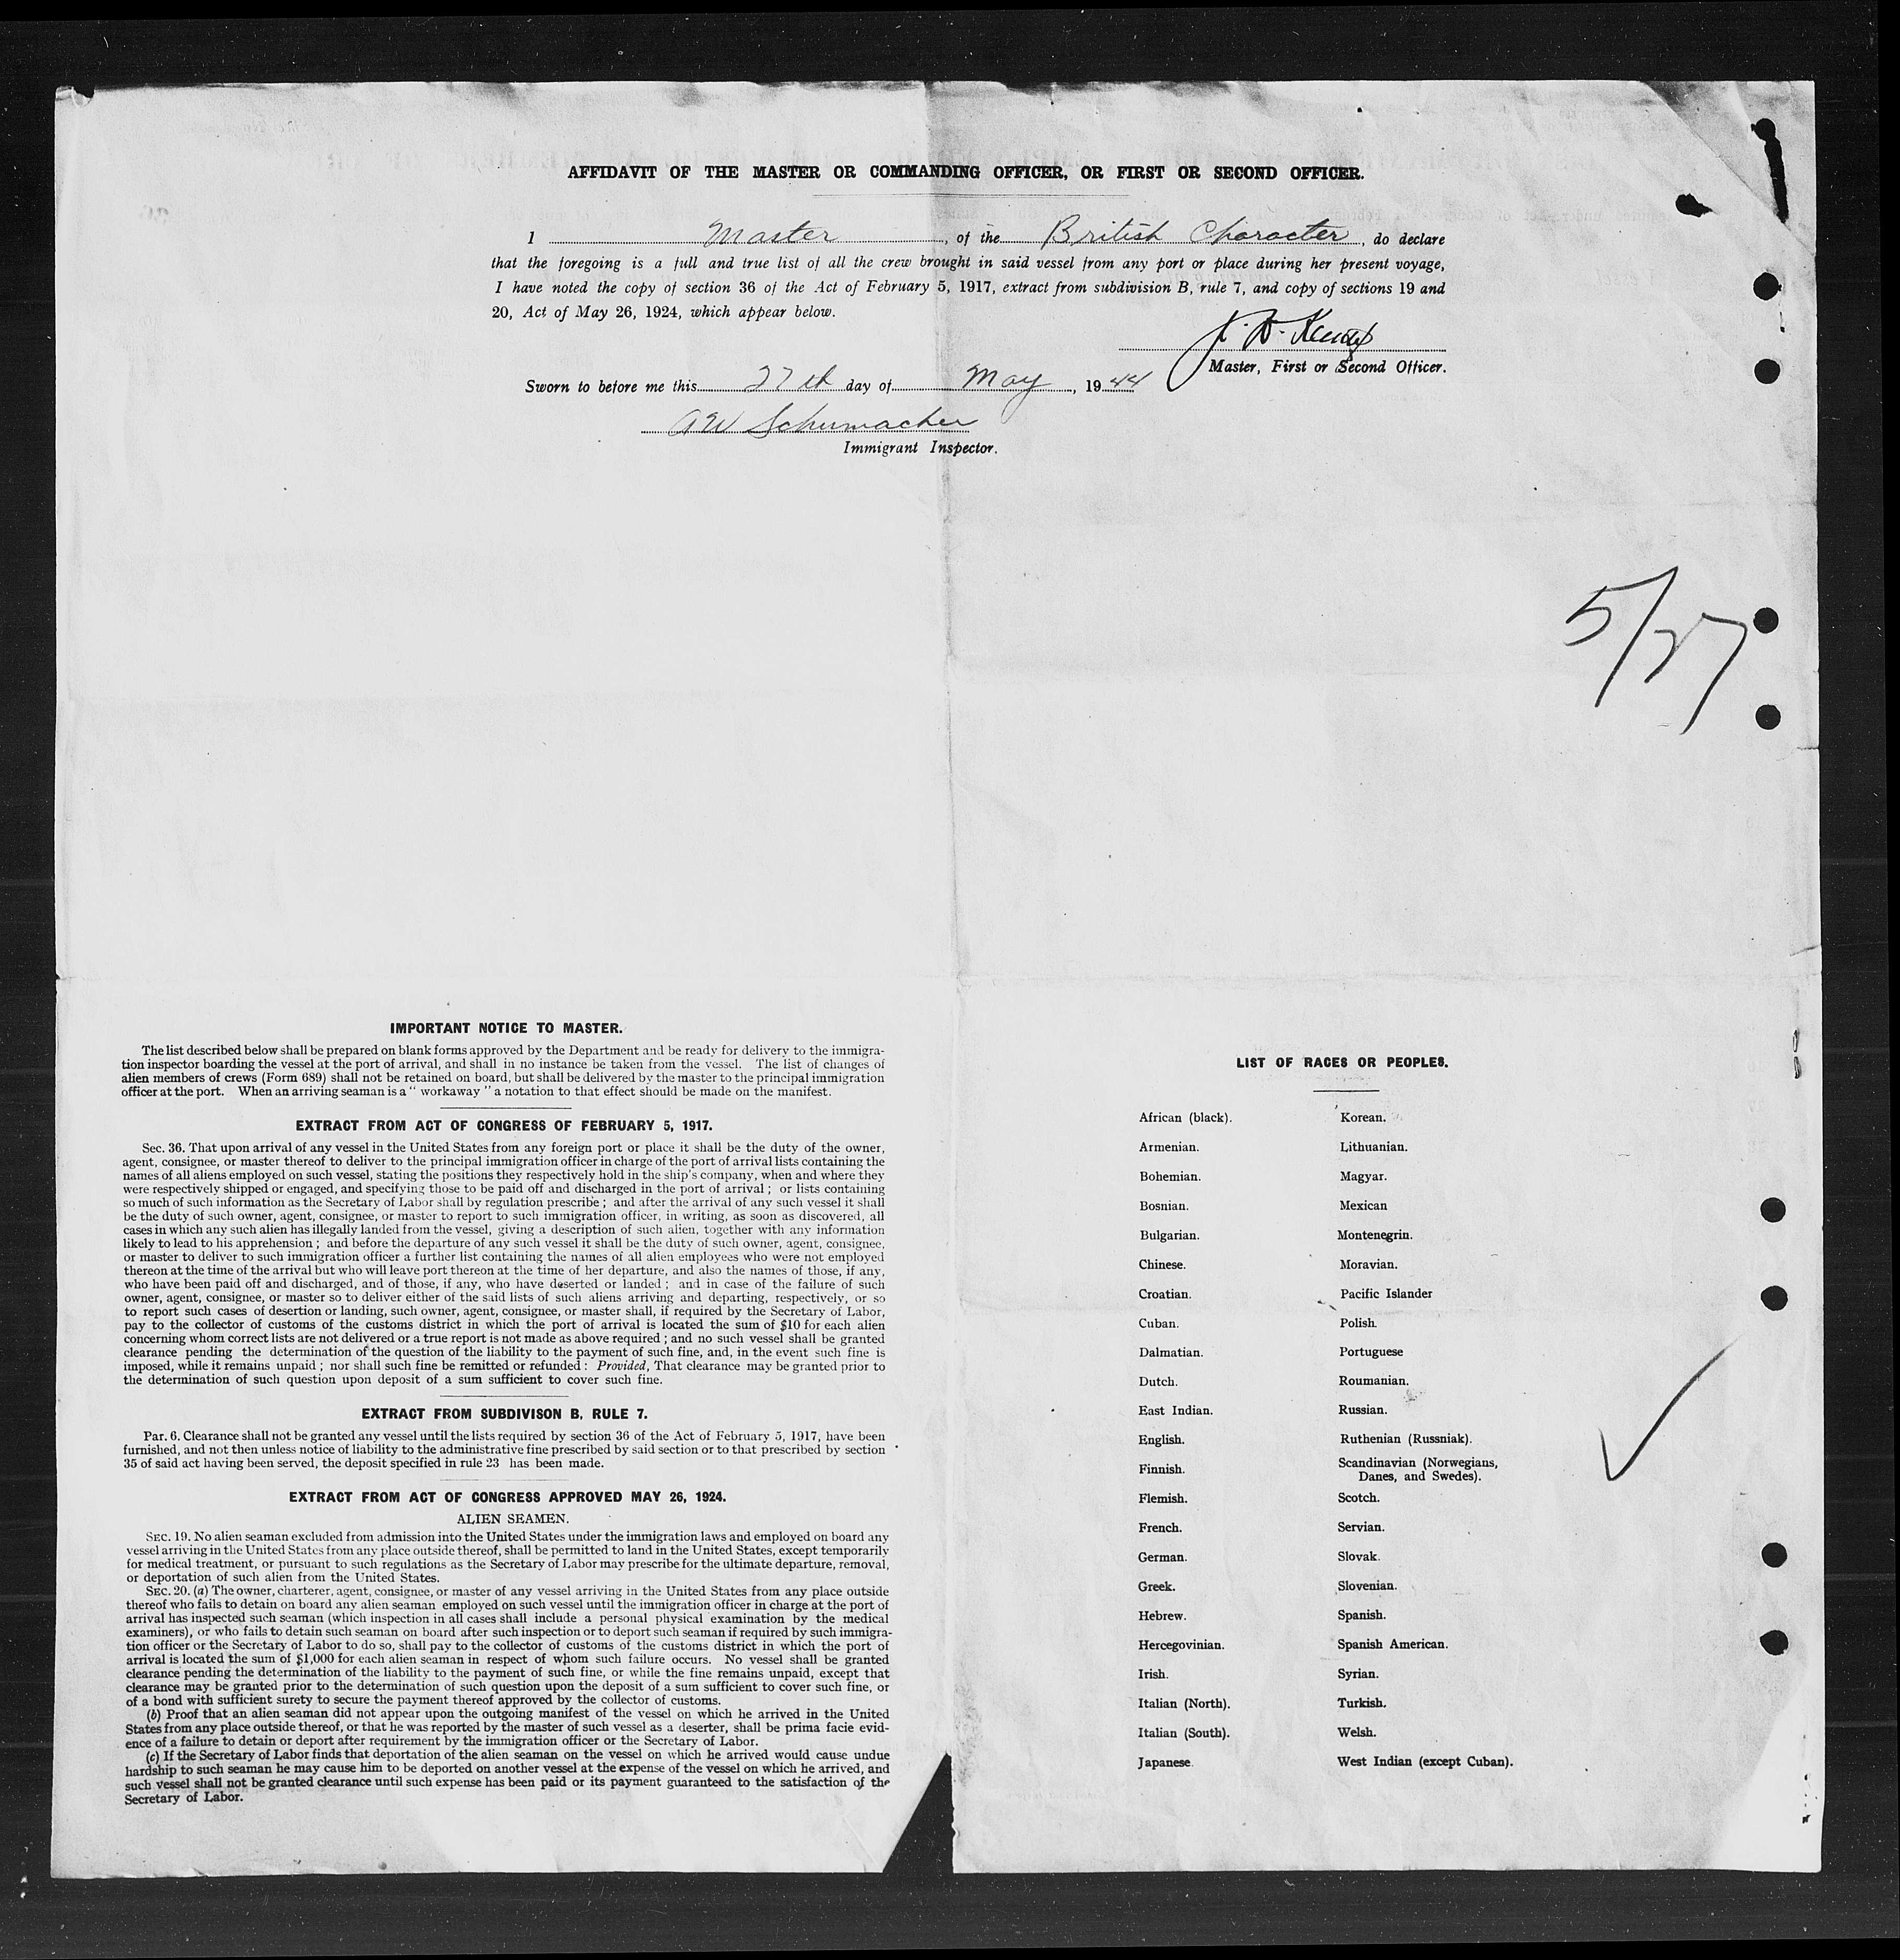 AFFIDAVIT OF THE MASTER OR COMMANDING OFFICER, OR FIRST OR SECOND OFFICER.
I Master, of the British Character, do declare
that the foregoing is a full and true list of all the crew brought in said vessel from any port or place during her present voyage,
I have noted the copy of section 36 of the Act of February 5, 1917, extract from subdivision B, rule 7, and copy of sections 19 and
20, Act of May 26, 1924, which appear below.
Master, First or Second Officer.
Sworn to before me this 27th day of May, 1944
AW Schumacher
Immigrant Inspector.
5/27
IMPORTANT NOTICE TO MASTER.
The list described below shall be prepared on blank forms approved by the Department and be ready for delivery to the immigra-
tion inspector boarding the vessel at the port of arrival, and shall in no instance be taken from the vessel. The list of changes of
alien members of crews (Form 689) shall not be retained on board, but shall be delivered by the master to the principal immigration
officer at the port. When an arriving seaman is a " workaway " a notation to that effect should be made on the manifest.
EXTRACT FROM ACT OF CONGRESS OF FEBRUARY 5, 1917.
Sec. 36. That upon arrival of any vessel in the United States from any foreign port or place it shall be the duty of the owner,
agent, consignee, or master thereof to deliver to the principal immigration officer in charge of the port of arrival lists containing the
names of all aliens employed on such vessel, stating the positions they respectively hold in the ship's company, when and where they
were respectively shipped or engaged, and specifying those to be paid off and discharged in the port of arrival ; or lists containing
so much of such information as the Secretary of Labor shall by regulation prescribe ; and after the arrival of any such vessel it shall
be the duty of such owner, agent, consignee, or master to report to such immigration officer, in writing, as soon as discovered, all
cases in which any such alien has illegally landed from the vessel, giving a description of such alien, together with any information
likely to lead to his apprehension ; and before the departure of any such vessel it shall be the duty of such owner, agent, consignee,
or master to deliver to such immigration officer a further list containing the names of all alien employees who were not employed
thereon at the time of the arrival but who will leave port thereon at the time of her departure, and also the names of those, if any,
who have been paid off and discharged, and of those, if any, who have deserted or landed ; and in case of the failure of such
owner, agent, consignee, or master so to deliver either of the said lists of such aliens arriving and departing, respectively, or so
to report such cases of desertion or landing, such owner, agent, consignee, or master shall, if required by the Secretary of Labor,
pay to the collector of customs of the customs district in which the port of arrival is located the sum of $10 for each alien
concerning whom correct lists are not delivered or a true report is not made as above required ; and no such vessel shall be granted
clearance pending the determination of the question of the liability to the payment of such fine, and, in the event such fine is
imposed, while it remains unpaid ; nor shall such fine be remitted or refunded : Provided, That clearance may be granted prior to
the determination of such question upon deposit of a sum sufficient to cover such fine.
EXTRACT FROM SUBDIVISON B, RULE 7.
Par. 6. Clearance shall not be granted any vessel until the lists required by section 36 of the Act of February 5, 1917, have been
furnished, and not then unless notice of liability to the administrative fine prescribed by said section or to that prescribed by section
35 of said act having been served, the deposit specified in rule 23 has been made.
EXTRACT FROM ACT OF CONGRESS APPROVED MAY 26, 1924.
ALIEN SEAMEN.
SEC. 19. No alien seaman excluded from admission into the United States under the immigration laws and employed on board any
vessel arriving in the United States from any place outside thereof, shall be permitted to land in the United States, except temporarily
for medical treatment, or pursuant to such regulations as the Secretary of Labor may prescribe for the ultimate departure, removal,
or deportation of such alien from the United States.
SEC. 20. (a) The owner, charterer, agent, consignee, or master of any vessel arriving in the United States from any place outside
thereof who fails to detain on board any alien seaman employed on such vessel until the immigration officer in charge at the port of
arrival has inspected such seaman (which inspection in all cases shall include a personal physical examination by the medical
examiners), or who fails to detain such seaman on board after such inspection or to deport such seaman if required by such immigra-
tion officer or the Secretary of Labor to do so, shall pay to the collector of customs of the customs district in which the port of
arrival is located the sum of $1,000 for each alien seaman in respect of whom such failure occurs. No vessel shall be granted
clearance pending the determination of the liability to the payment of such fine, or while the fine remains unpaid, except that
clearance may be granted prior to the determination of such question upon the deposit of a sum sufficient to cover such fine, or
of a bond with sufficient surety to secure the payment thereof approved by the collector of customs.
(b) Proof that an alien seaman did not appear upon the outgoing manifest of the vessel on which he arrived in the United
States from any place outside thereof, or that he was reported by the master of such vessel as a deserter, shall be prima facie evid-
ence of a failure to detain or deport after requirement by the immigration officer or the Secretary of Labor.
(c) If the Secretary of Labor finds that deportation of the alien seaman on the vessel on which he arrived would cause undue
hardship to such seaman he may cause him to be deported on another vessel at the expense of the vessel on which he arrived, and
such vessel shall not be granted clearance until such expense has been paid or its payment guaranteed to the satisfaction of the
Secretary of Labor.
LIST OF RACES OR PEOPLES.
African (black). Korean.
Armenian. Lithuanian.
Bohemian. Magyar.
Bosnian. Mexican
Bulgarian. Montenegrin.
Chinese. Moravian.
Croatian. Pacific Islander
Cuban. Polish.
Dalmatian. Portuguese
Dutch. Roumanian.
East Indian. Russian.
English. Ruthenian (Russniak).
Finnish. Scandinavian (Norwegians,
Danes, and Swedes).
Flemish. Scotch.
French. Servian.
German. Slovak.
Greek. Slovenian.
Hebrew. Spanish.
Hercegovinian. Spanish American.
Irish. Syrian.
Italian (North). Turkish.
Italian (South). Welsh.
Japanese. West Indian (except Cuban).